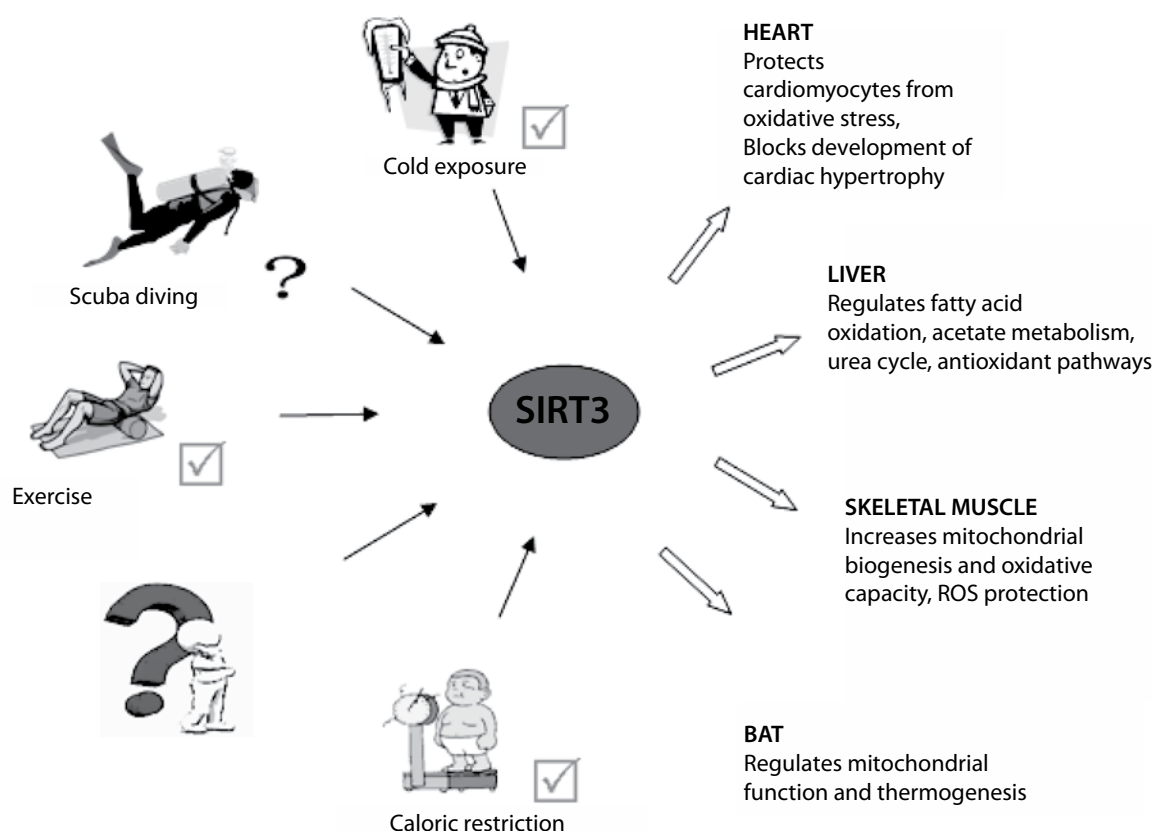 Cold exposure
Scuba diving
?
Exercise
?
Caloric restriction
SIRT3
HEART
Protects
cardiomyocytes from
oxidative stress,
Blocks development of
cardiac hypertrophy
LIVER
Regulates fatty acid
oxidation, acetate metabolism,
urea cycle, antioxidant pathways
SKELETAL MUSCLE
Increases mitochondrial
biogenesis and oxidative
capacity, ROS protection
BAT
Regulates mitochondrial
function and thermogenesis